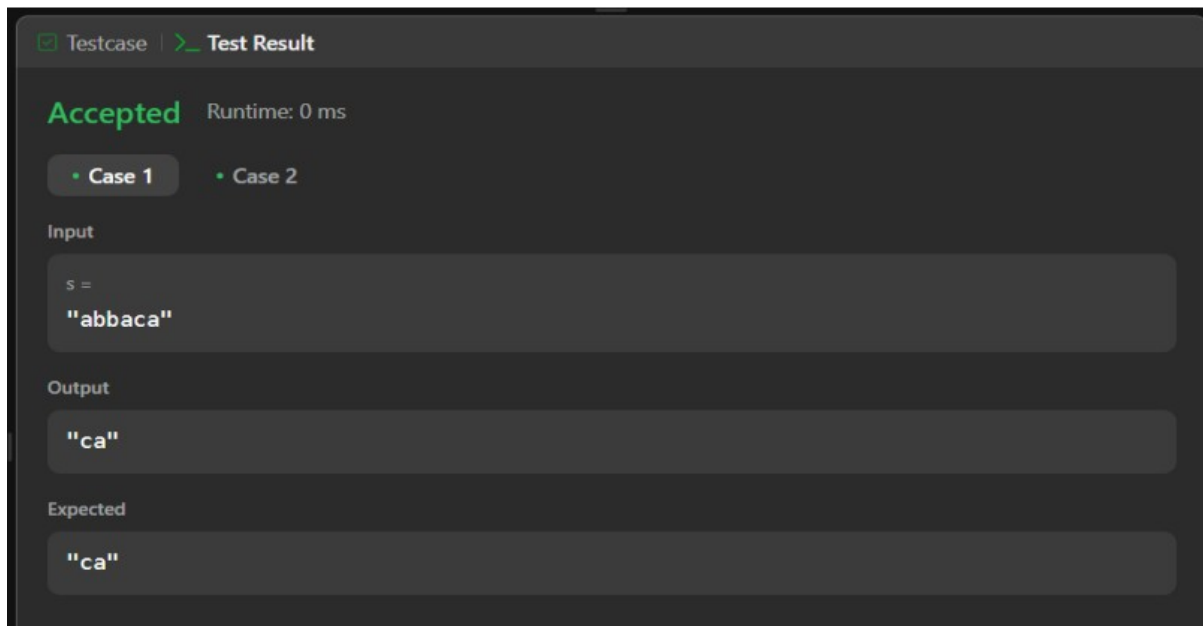 Testcase | >_ Test Result
Accepted Runtime: 0 ms
• Case 1 • Case 2
Input
s =
"abbaca"
Output
"ca"
Expected
"ca"